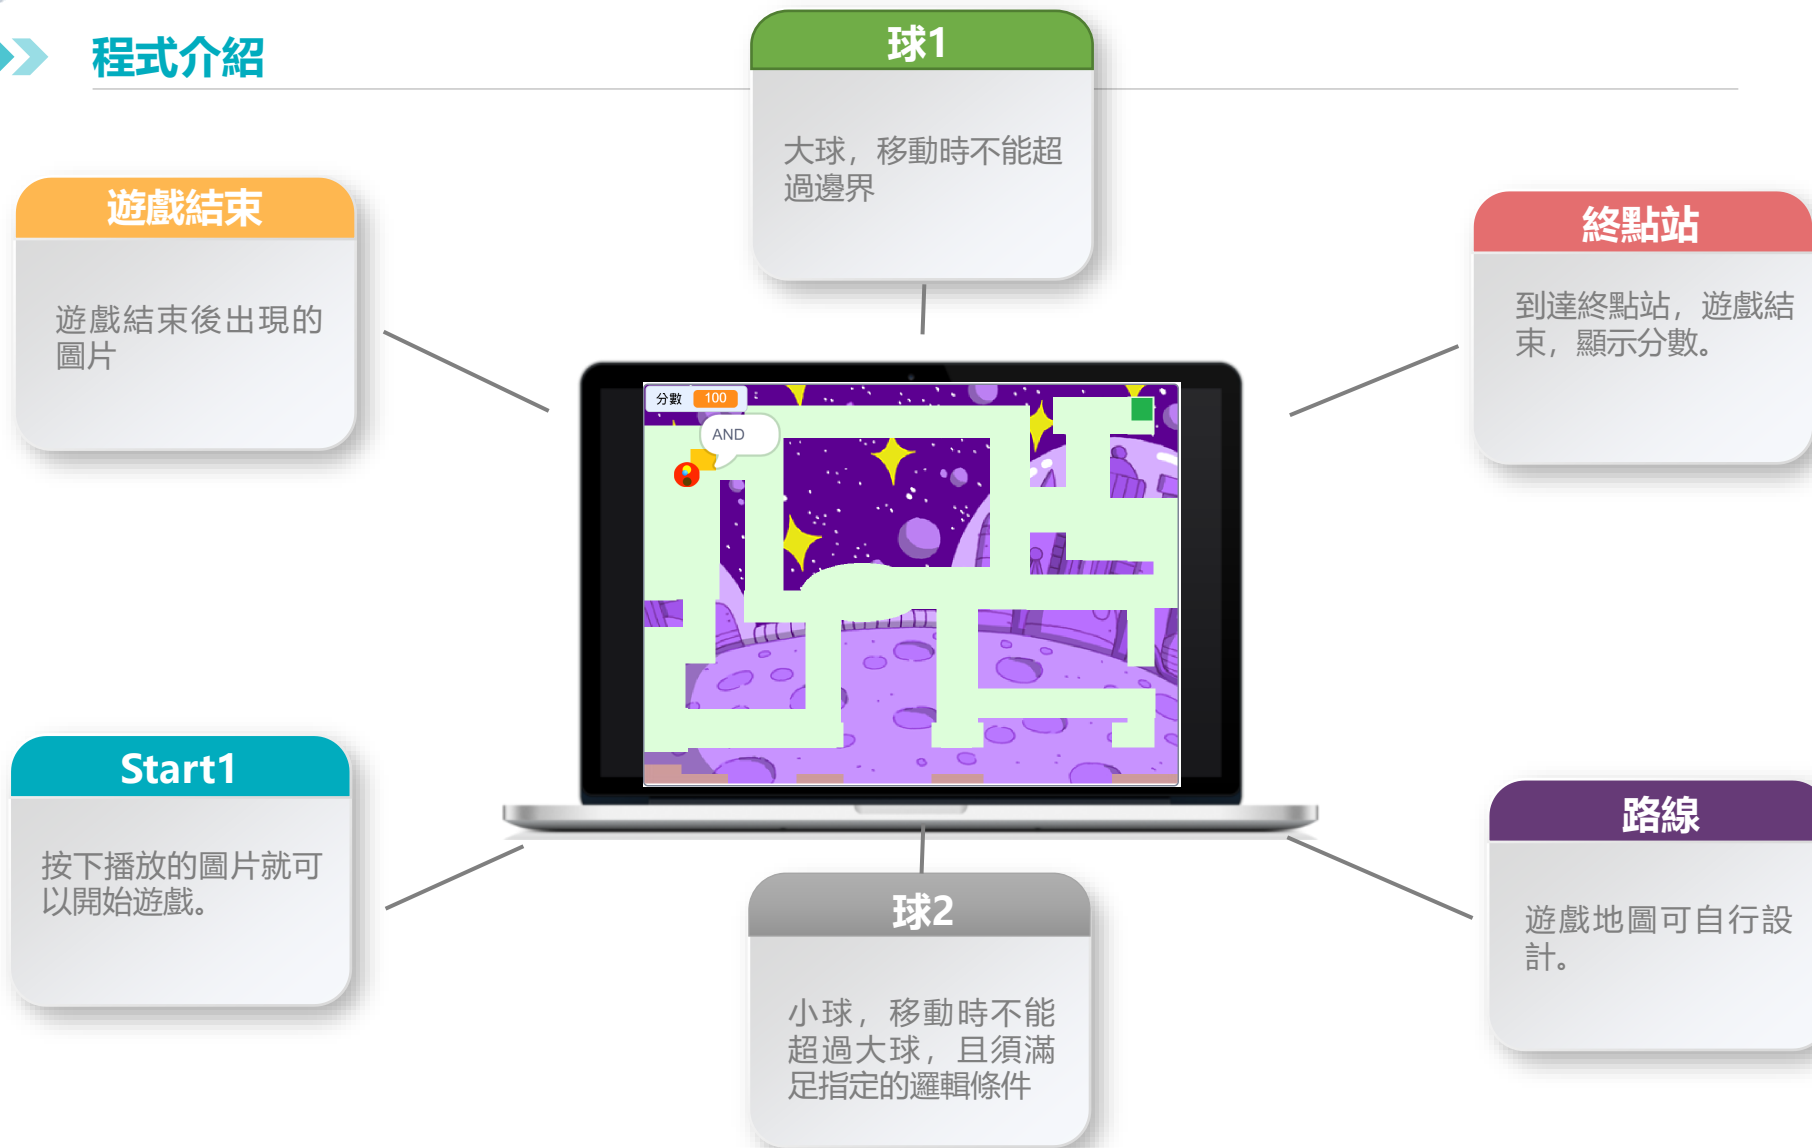 程式介紹
球1
大球，移動時不能超
過邊界
遊戲結束
遊戲結束後出現的
圖片
終點站
到達終點站，遊戲結
束，顯示分數。
分數 100
AND
Start1
按下播放的圖片就可
以開始遊戲。
球2
小球，移動時不能
超過大球，且須滿
足指定的邏輯條件
路線
遊戲地圖可自行設
計。